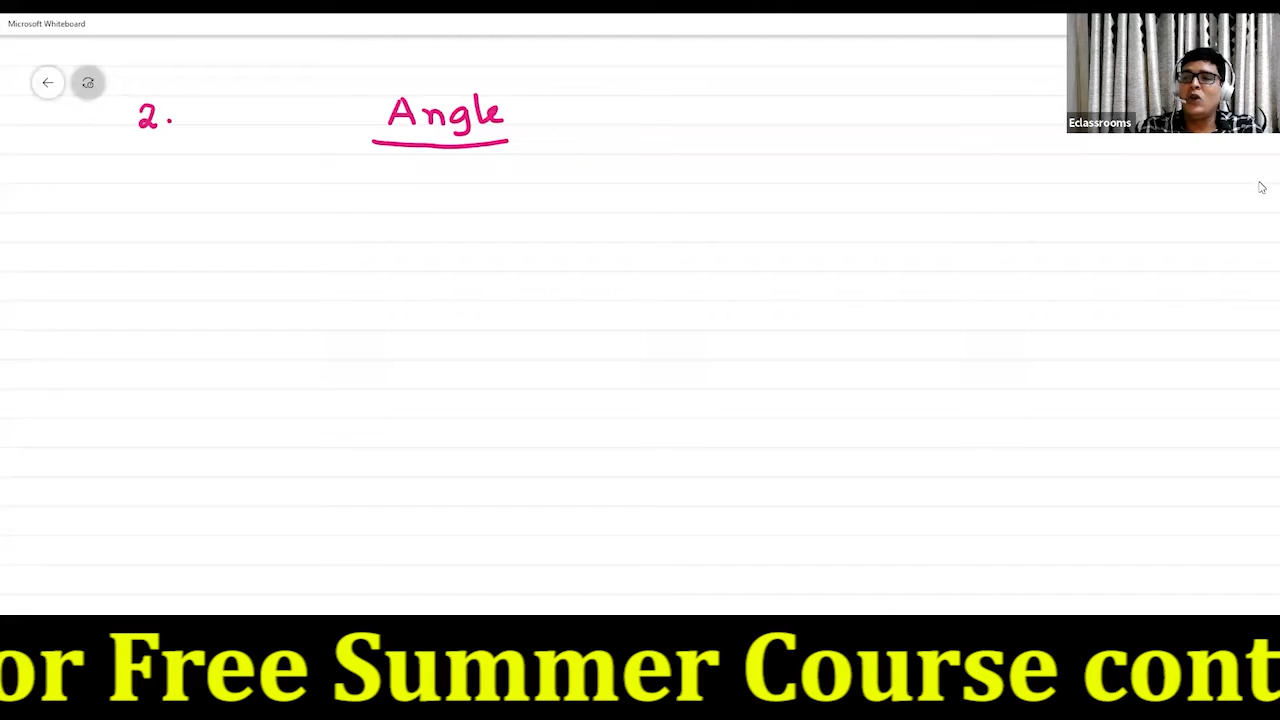 Microsoft Whiteboard
2. Angle
Eclassrooms
or Free Summer Course cont